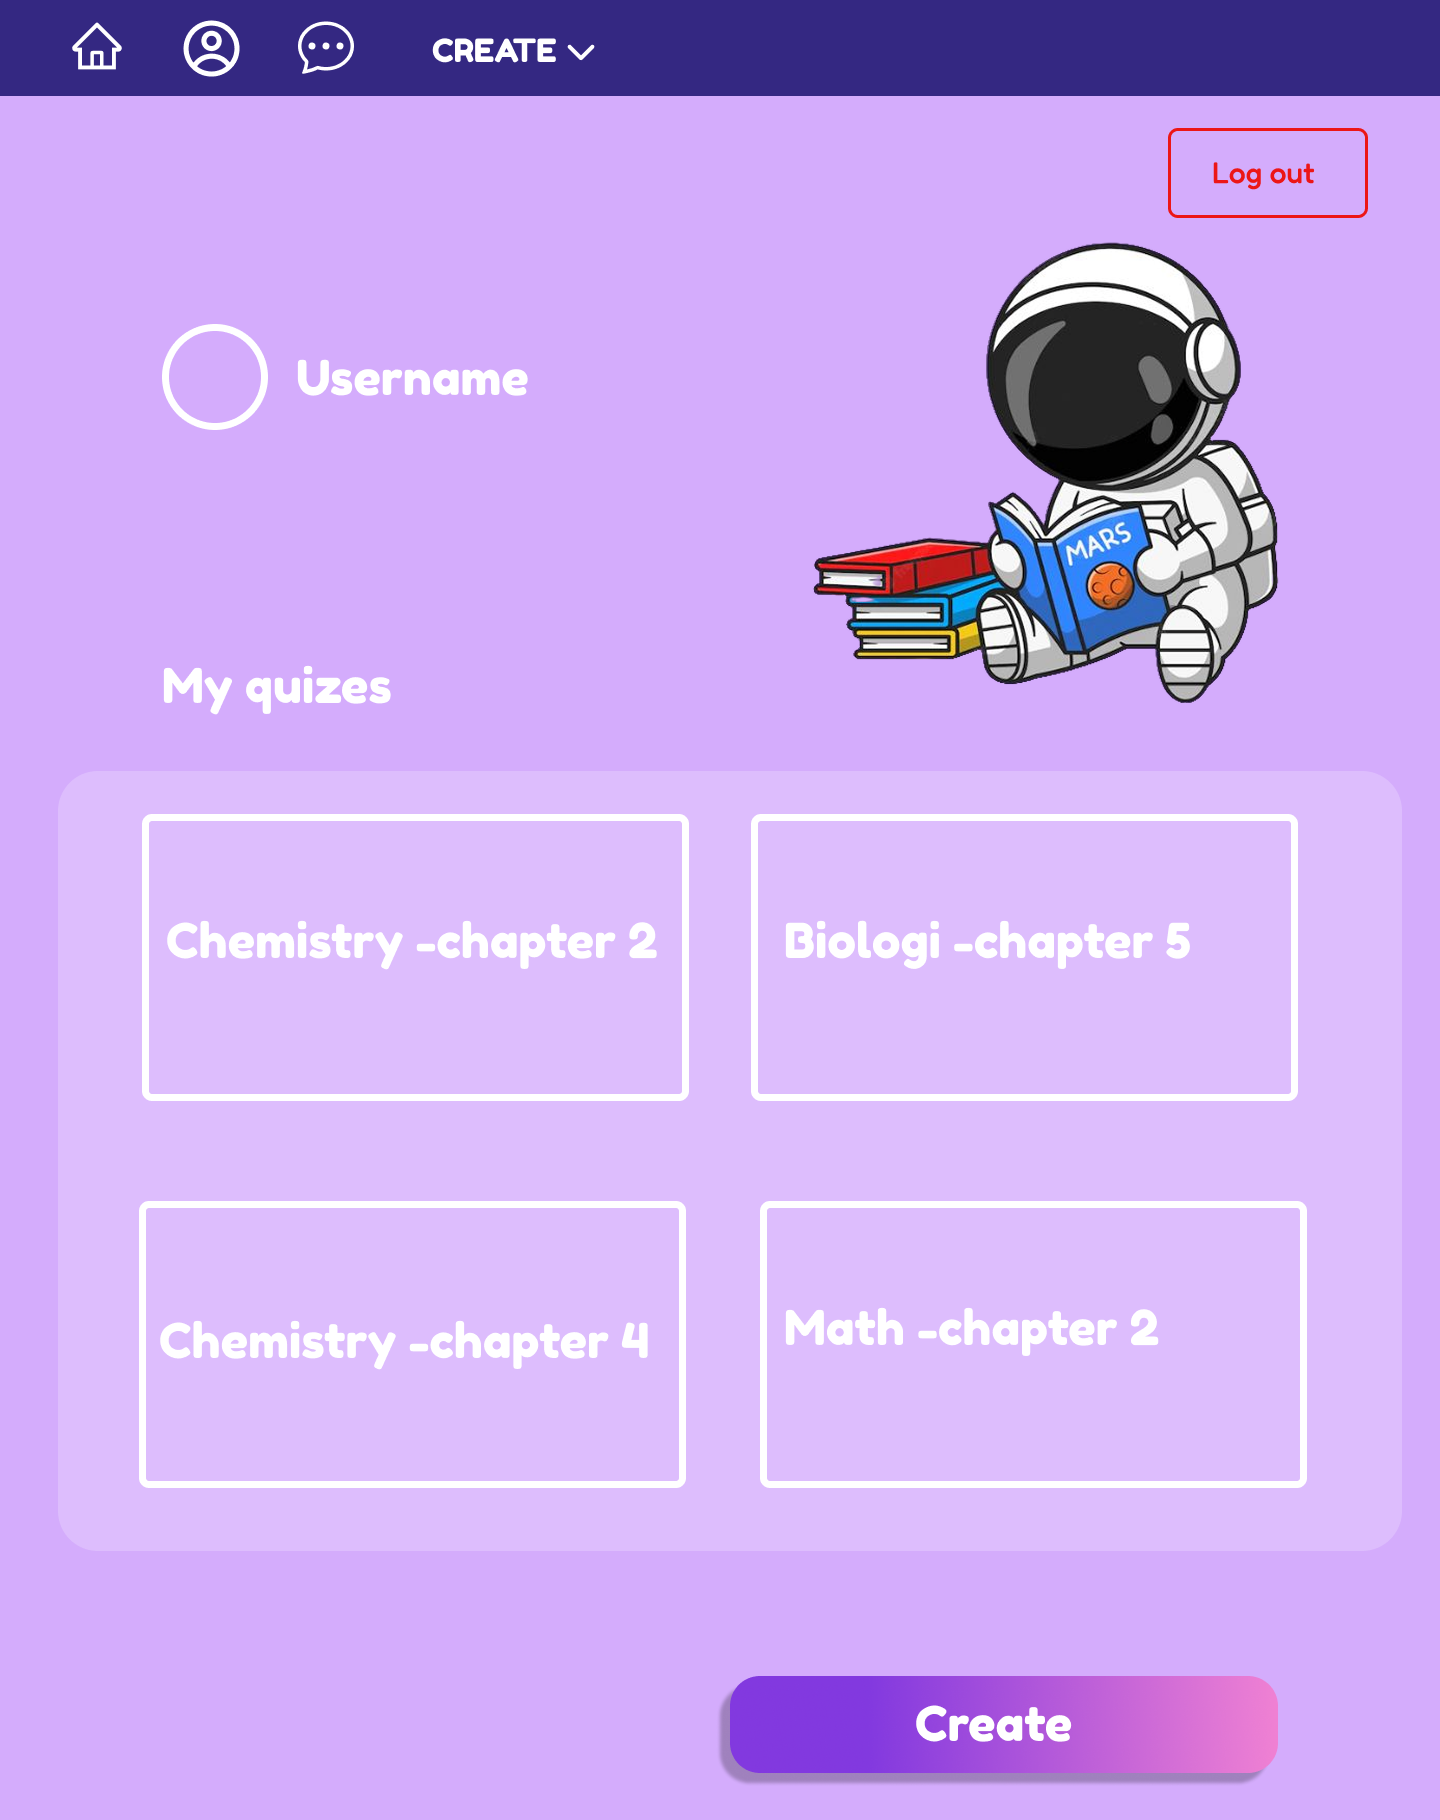 CREATE
Log out
Username
MARS
My quizes
Chemistry -chapter 2
Biologi -chapter 5
Chemistry -chapter 4
Math -chapter 2
Create